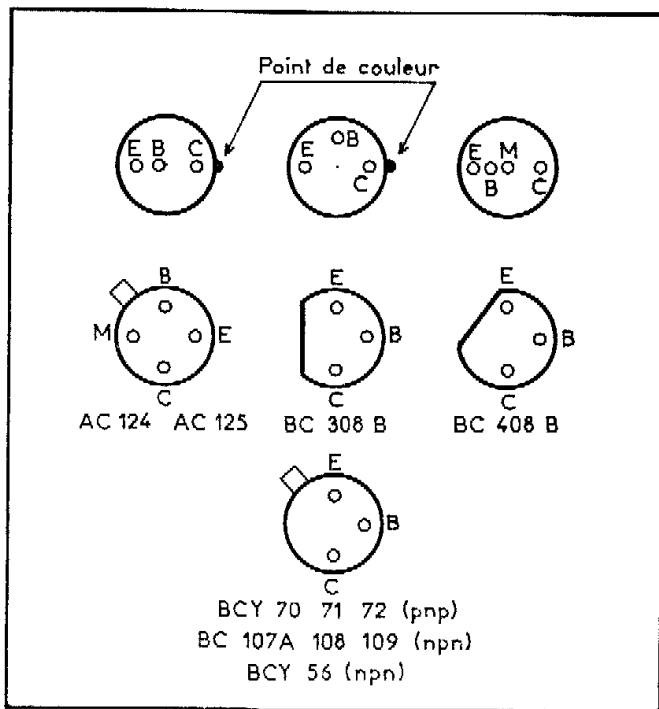 Point de couleur
E B C
E B C
E B M C
B
M E
C
AC 124 AC 125
E
B
C
BC 308 B
E
B
C
BC 408 B
E
B
C
BCY 70 71 72 (pnp)
BC 107A 108 109 (npn)
BCY 56 (npn)